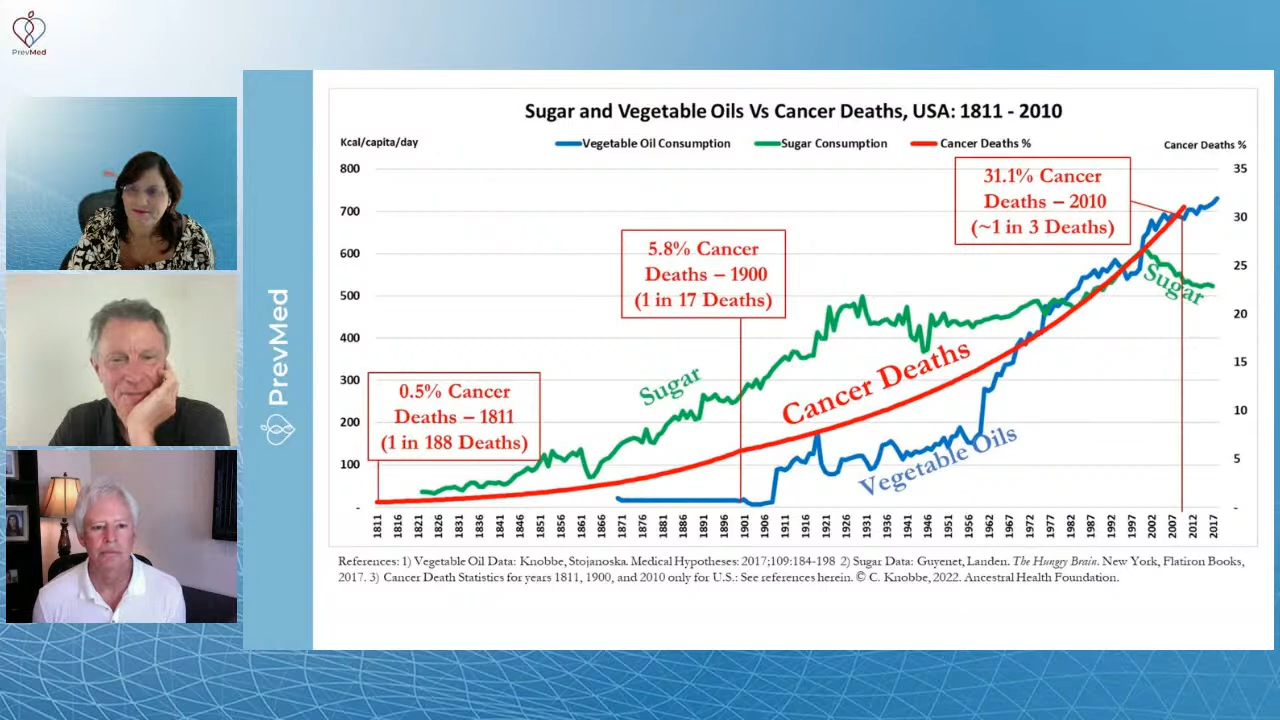 PrevMed
PrevMed
Sugar and Vegetable Oils Vs Cancer Deaths, USA: 1811 - 2010
Kcal/capita/day
Vegetable Oil Consumption
Sugar Consumption
Cancer Deaths %
Cancer Deaths %
800
700
600
500
400
300
200
100
-
35
30
25
20
15
10
5
-
31.1% Cancer
Deaths – 2010
(~1 in 3 Deaths)
5.8% Cancer
Deaths – 1900
(1 in 17 Deaths)
0.5% Cancer
Deaths – 1811
(1 in 188 Deaths)
Sugar
Cancer Deaths
Vegetable Oils
Sugar
1811 1816 1821 1826 1831 1836 1841 1846 1851 1856 1861 1866 1871 1876 1881 1886 1891 1896 1901 1906 1911 1916 1921 1926 1931 1936 1941 1946 1951 1956 1962 1967 1972 1977 1982 1987 1992 1997 2002 2007 2012 2017
References: 1) Vegetable Oil Data: Knobbe, Stojanoska. Medical Hypotheses: 2017;109:184-198 2) Sugar Data: Guyenet, Landen. The Hungry Brain. New York, Flatiron Books,
2017. 3) Cancer Death Statistics for years 1811, 1900, and 2010 only for U.S.: See references herein. © C. Knobbe, 2022. Ancestral Health Foundation.